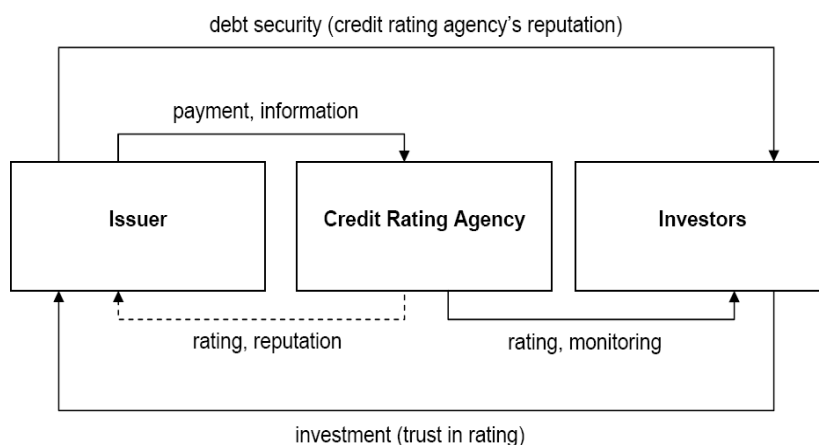 debt security (credit rating agency’s reputation)
payment, information
Issuer
Credit Rating Agency
Investors
rating, reputation
rating, monitoring
investment (trust in rating)